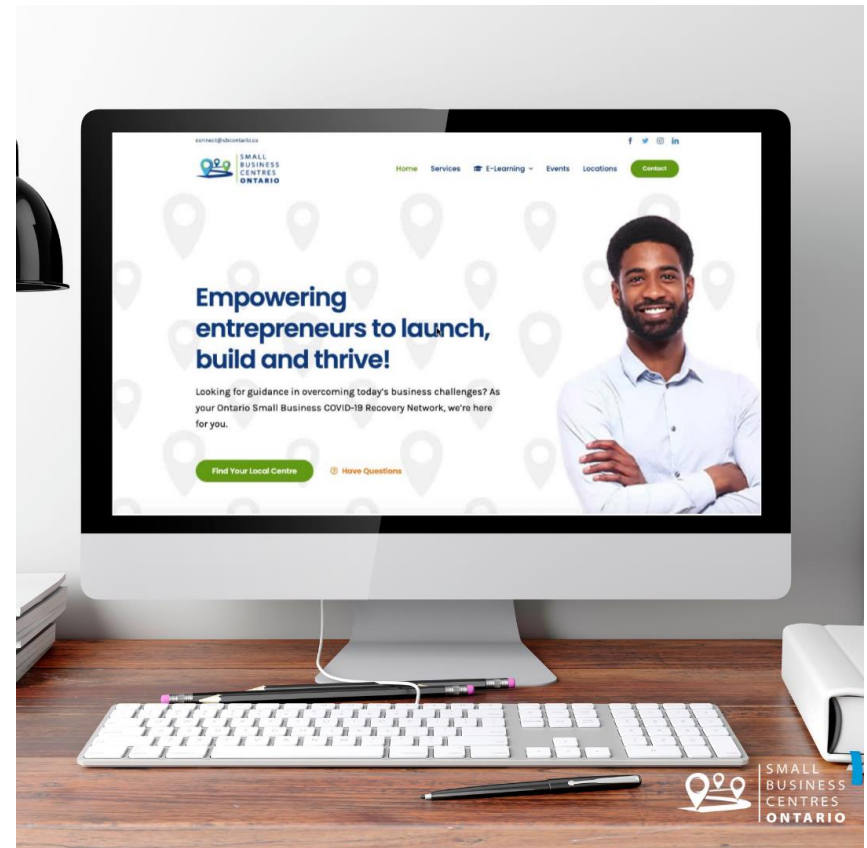 connect@sbcontario.ca
SMALL
BUSINESS
CENTRES
ONTARIO
Home Services E-Learning Events Locations Contact
Empowering
entrepreneurs to launch,
build and thrive!
Looking for guidance in overcoming today's business challenges? As
your Ontario Small Business COVID-19 Recovery Network, we're here
for you.
Find Your Local Centre Have Questions
SMALL
BUSINESS
CENTRES
ONTARIO